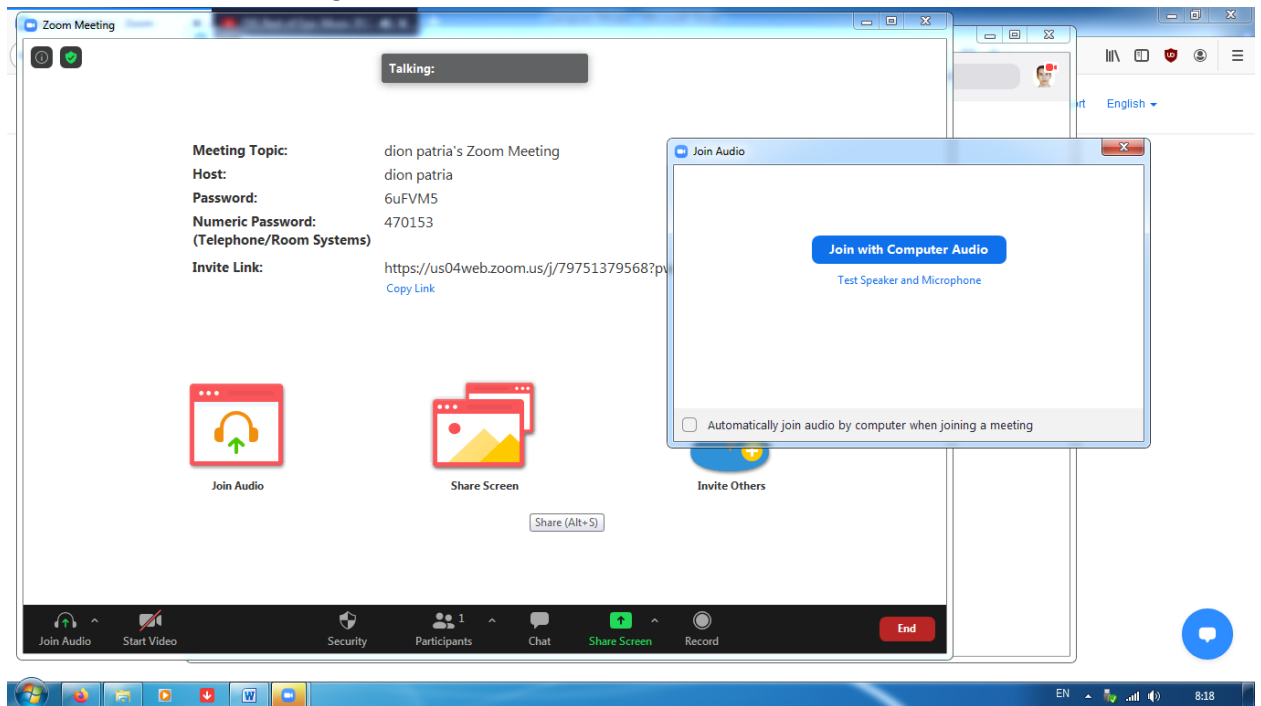 Zoom Meeting
Talking:
Meeting Topic: dion patria's Zoom Meeting
Host: dion patria
Password: 6uFVM5
Numeric Password: 470153
(Telephone/Room Systems)
Invite Link: https://us04web.zoom.us/j/79751379568?pw
Copy Link
Join Audio
Share Screen
Invite Others
Share (Alt+S)
Join Audio
Start Video
Security
Participants 1
Chat
Share Screen
Record
End
Join Audio
Join with Computer Audio
Test Speaker and Microphone
Automatically join audio by computer when joining a meeting
English
EN
8:18